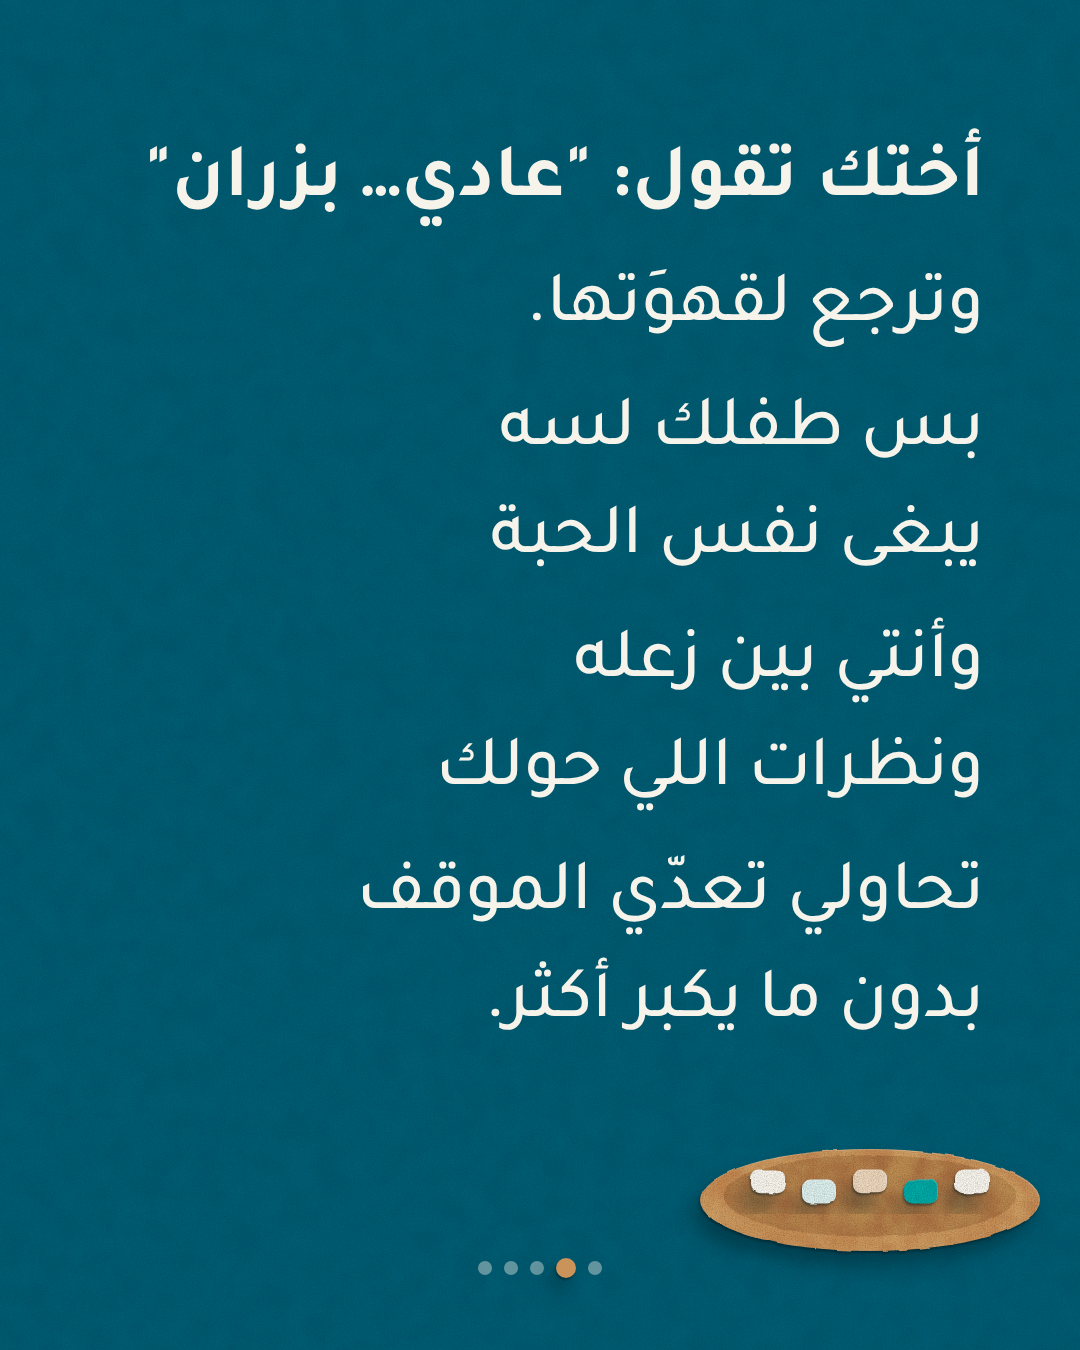 أختك تقول: "عادي... بزران"
وترجع لقهوَتها.
بس طفلك لسه
يبغى نفس الحبة
وأنتي بين زعله
ونظرات اللي حولك
تحاولي تعدّي الموقف
بدون ما يكبر أكثر.